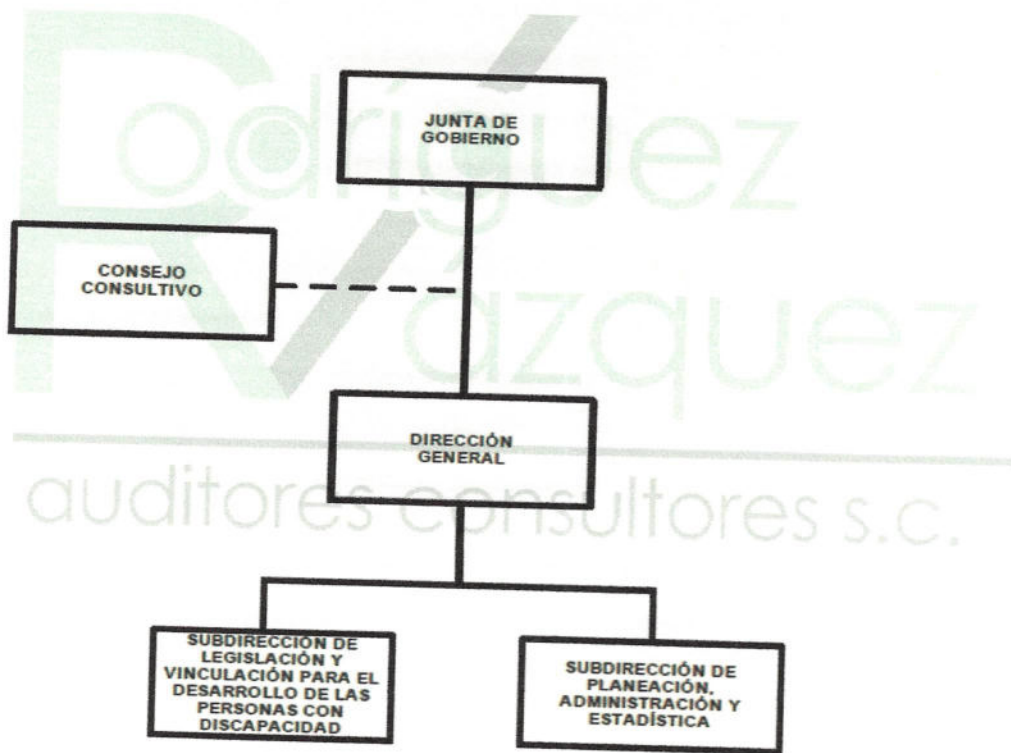 JUNTA DE
GOBIERNO
Rodríguez
CONSEJO
CONSULTIVO
Vázquez
DIRECCIÓN
GENERAL
auditores consultores s.c.
SUBDIRECCIÓN DE
LEGISLACIÓN Y
VINCULACIÓN PARA EL
DESARROLLO DE LAS
PERSONAS CON
DISCAPACIDAD
SUBDIRECCIÓN DE
PLANEACIÓN,
ADMINISTRACIÓN Y
ESTADÍSTICA